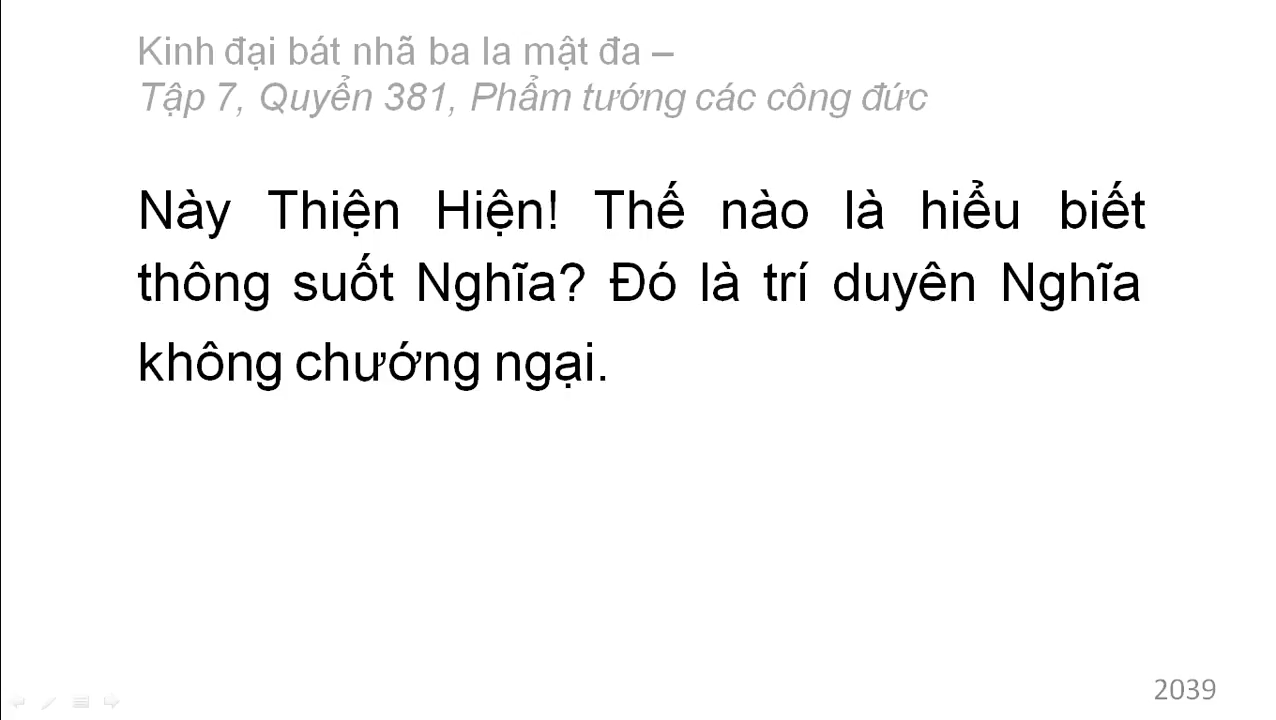 Kinh đại bát nhã ba la mật đa –
Tập 7, Quyển 381, Phẩm tướng các công đức
Này Thiện Hiện! Thế nào là hiểu biết
thông suốt Nghĩa? Đó là trí duyên Nghĩa
không chướng ngại.
2039